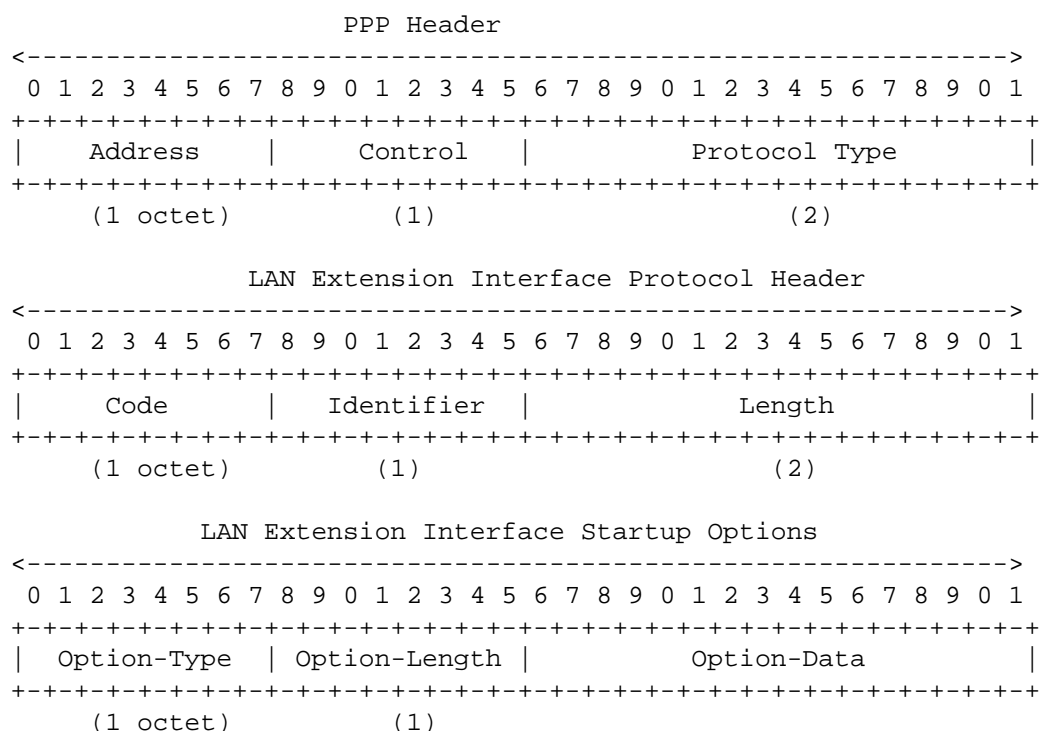 PPP Header
<--------------------------------------------------------------->
 0 1 2 3 4 5 6 7 8 9 0 1 2 3 4 5 6 7 8 9 0 1 2 3 4 5 6 7 8 9 0 1
+-+-+-+-+-+-+-+-+-+-+-+-+-+-+-+-+-+-+-+-+-+-+-+-+-+-+-+-+-+-+-+-+
|    Address    |     Control   |          Protocol Type        |
+-+-+-+-+-+-+-+-+-+-+-+-+-+-+-+-+-+-+-+-+-+-+-+-+-+-+-+-+-+-+-+-+
     (1 octet)          (1)                     (2)
               LAN Extension Interface Protocol Header
<--------------------------------------------------------------->
 0 1 2 3 4 5 6 7 8 9 0 1 2 3 4 5 6 7 8 9 0 1 2 3 4 5 6 7 8 9 0 1
+-+-+-+-+-+-+-+-+-+-+-+-+-+-+-+-+-+-+-+-+-+-+-+-+-+-+-+-+-+-+-+-+
|     Code      |   Identifier  |             Length            |
+-+-+-+-+-+-+-+-+-+-+-+-+-+-+-+-+-+-+-+-+-+-+-+-+-+-+-+-+-+-+-+-+
     (1 octet)         (1)                     (2)
            LAN Extension Interface Startup Options
<--------------------------------------------------------------->
 0 1 2 3 4 5 6 7 8 9 0 1 2 3 4 5 6 7 8 9 0 1 2 3 4 5 6 7 8 9 0 1
+-+-+-+-+-+-+-+-+-+-+-+-+-+-+-+-+-+-+-+-+-+-+-+-+-+-+-+-+-+-+-+-+
|  Option-Type  | Option-Length |          Option-Data          |
+-+-+-+-+-+-+-+-+-+-+-+-+-+-+-+-+-+-+-+-+-+-+-+-+-+-+-+-+-+-+-+-+
     (1 octet)          (1)